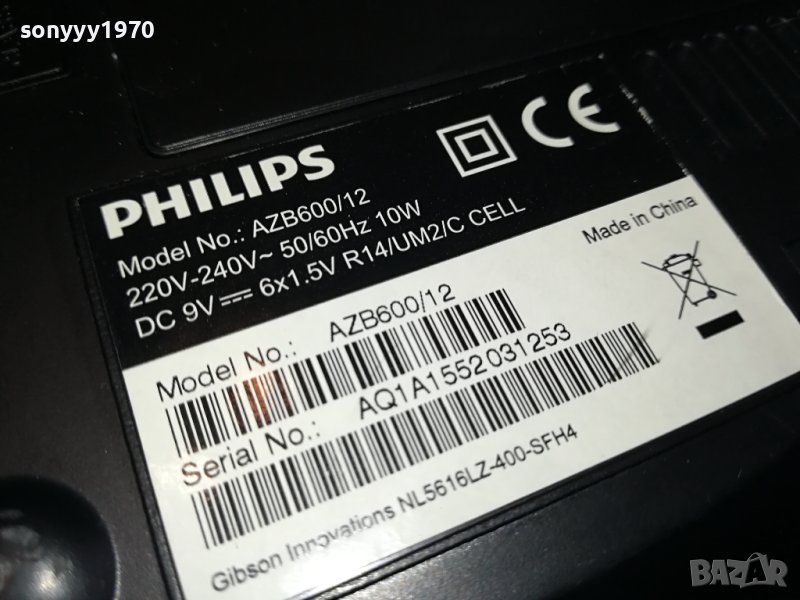 sonyyy1970
PHILIPS
CE
Model No.: AZB600/12
220V-240V~ 50/60Hz 10W
DC 9V⎓ 6x1.5V R14/UM2/C CELL
Made in China
Model No.: AZB600/12
Serial No.: AQ1A1552031253
Gibson Innovations NL5616LZ-400-SFH4
BAZAR